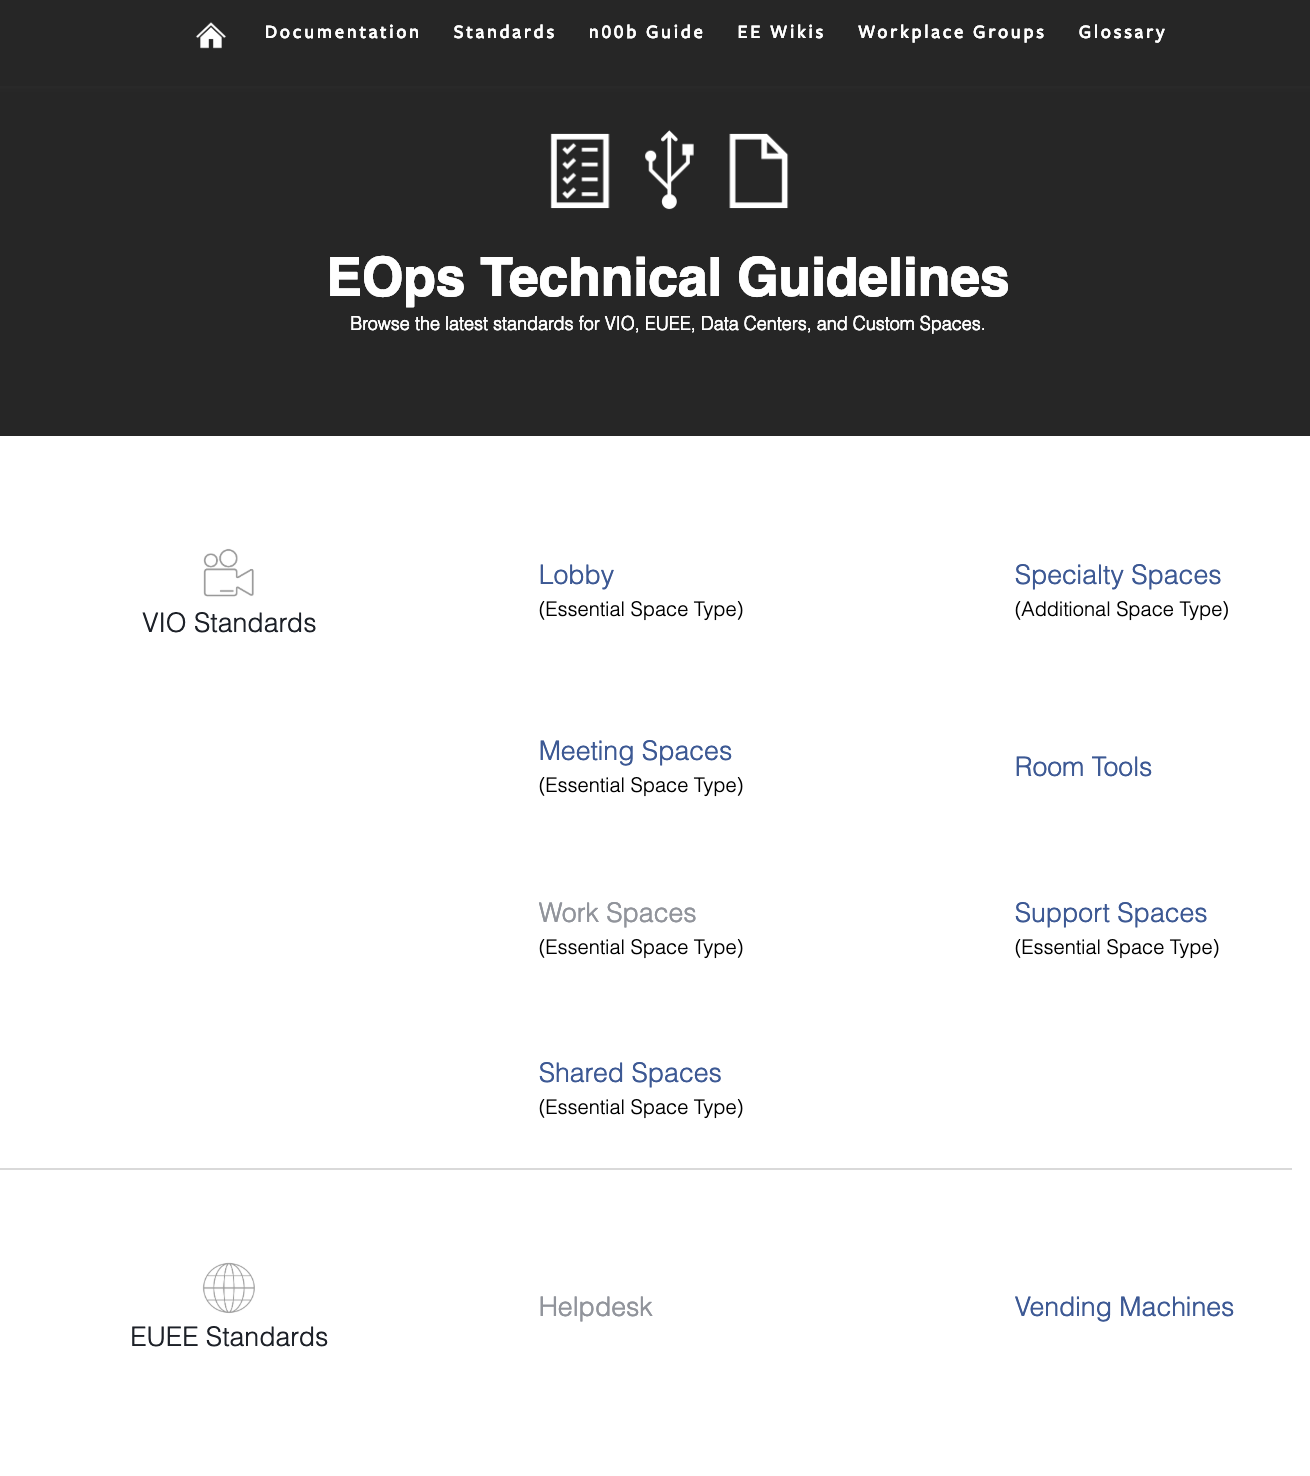 Documentation Standards n00b Guide EE Wikis Workplace Groups Glossary
EOps Technical Guidelines
Browse the latest standards for VIO, EUEE, Data Centers, and Custom Spaces.
VIO Standards
Lobby
(Essential Space Type)
Specialty Spaces
(Additional Space Type)
Meeting Spaces
(Essential Space Type)
Room Tools
Work Spaces
(Essential Space Type)
Support Spaces
(Essential Space Type)
Shared Spaces
(Essential Space Type)
EUEE Standards
Helpdesk
Vending Machines